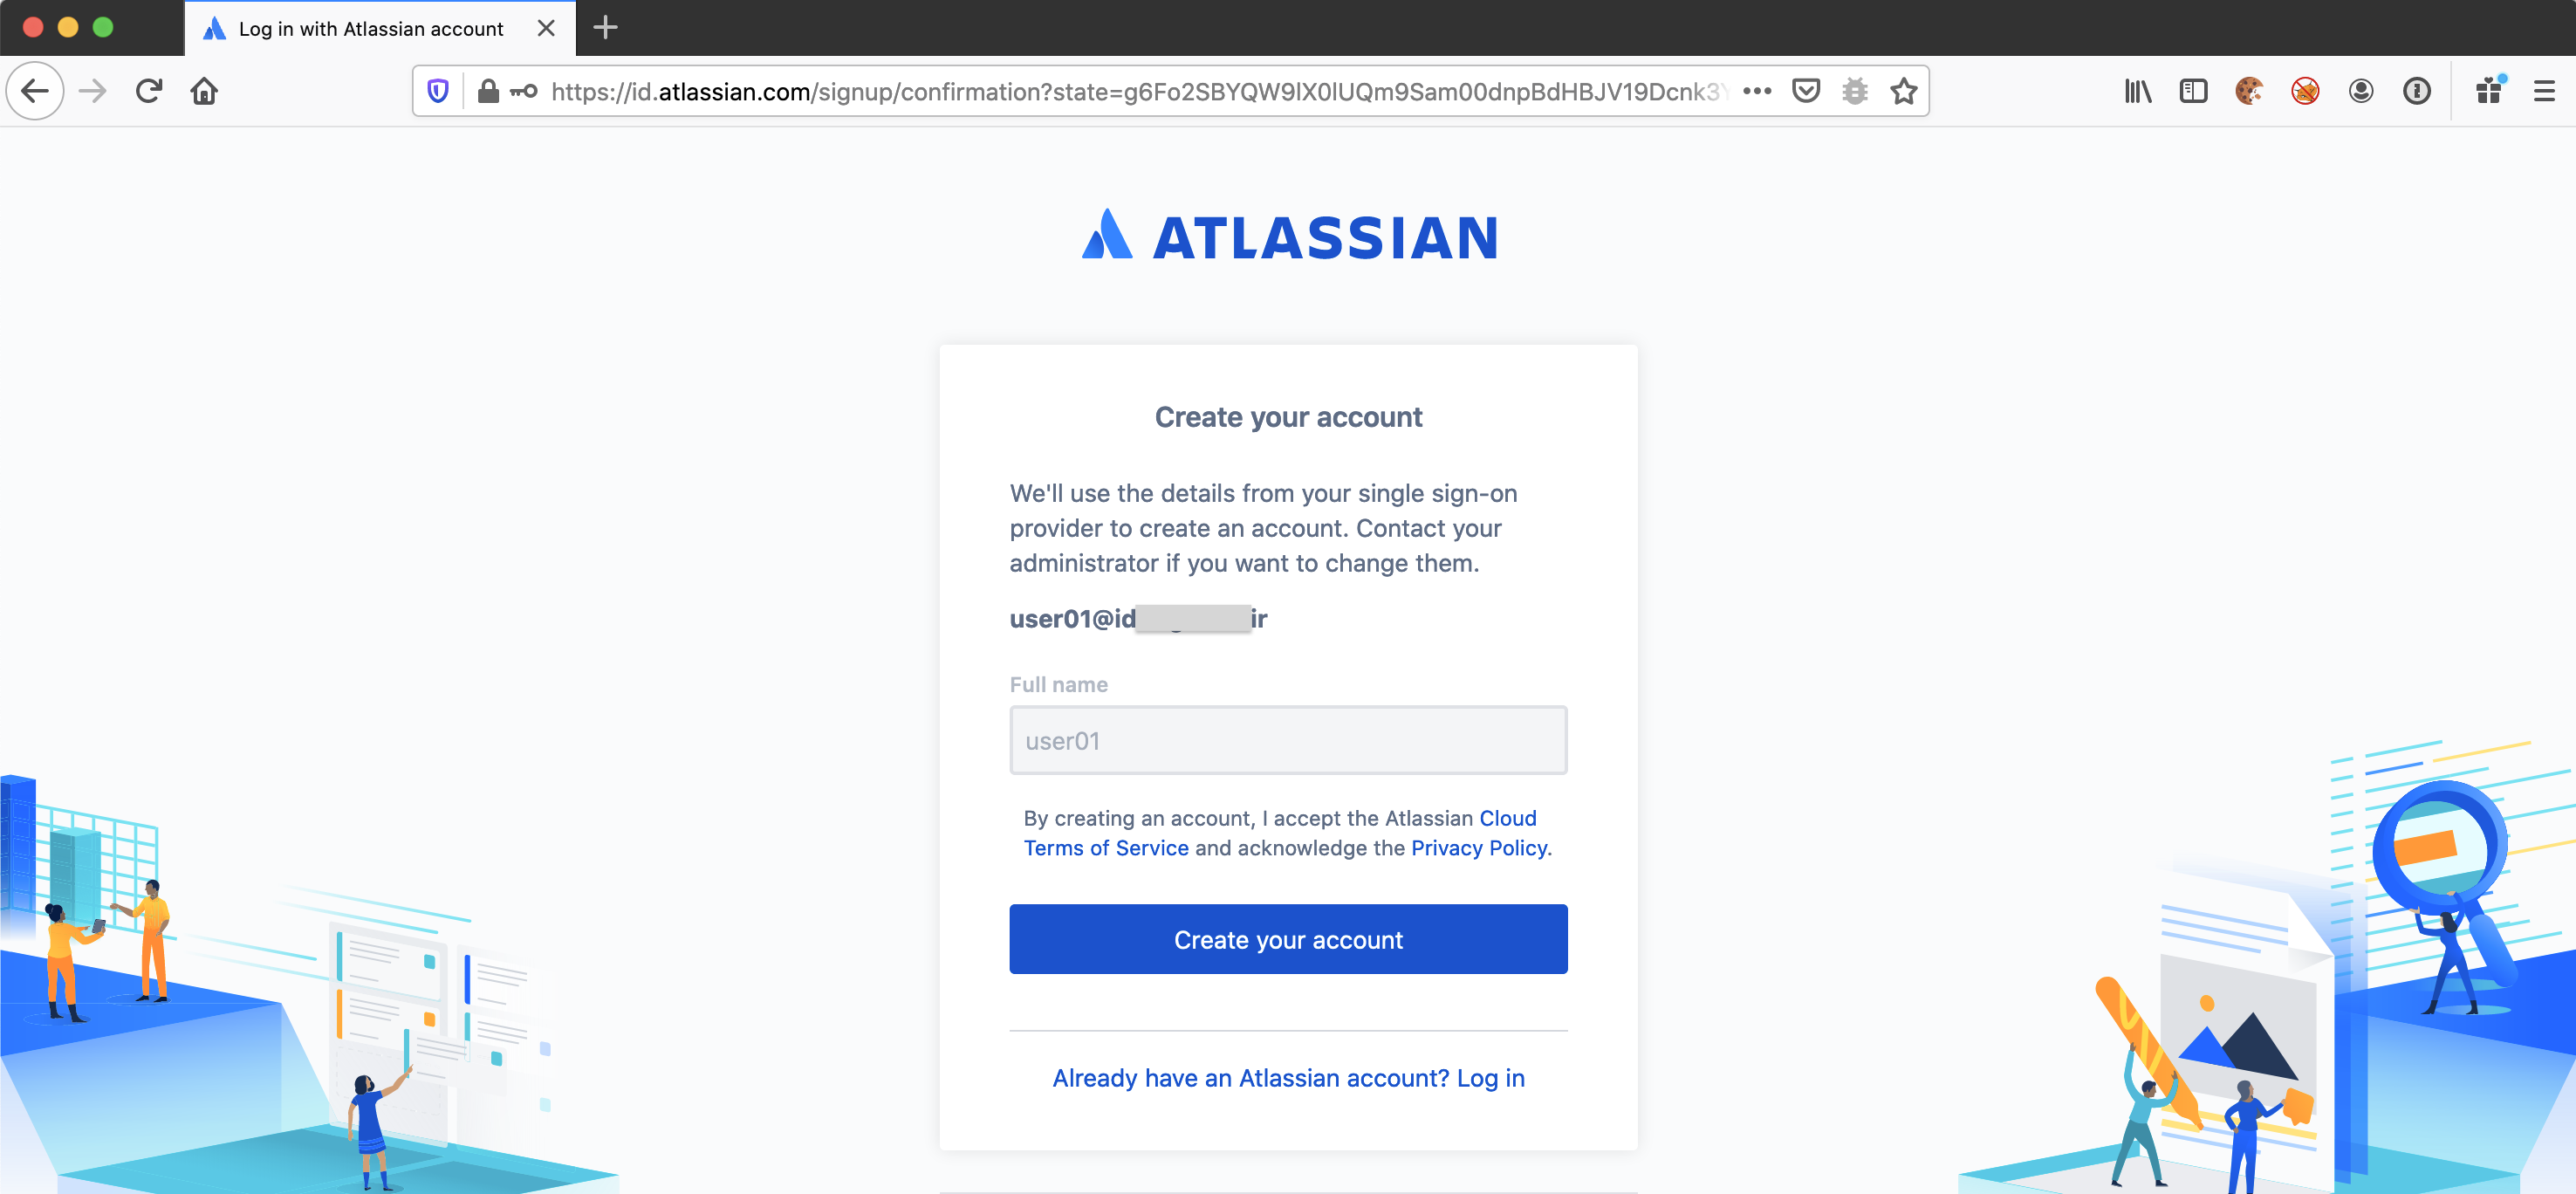 Log in with Atlassian account
https://id.atlassian.com/signup/confirmation?state=g6Fo2SBYQW9lX0lUQm9Sam00dnpBdHBJV19Dcnk3Y
ATLASSIAN
Create your account
We'll use the details from your single sign-on
provider to create an account. Contact your
administrator if you want to change them.
user01@id ir
Full name
user01
By creating an account, I accept the Atlassian Cloud
Terms of Service and acknowledge the Privacy Policy.
Create your account
Already have an Atlassian account? Log in